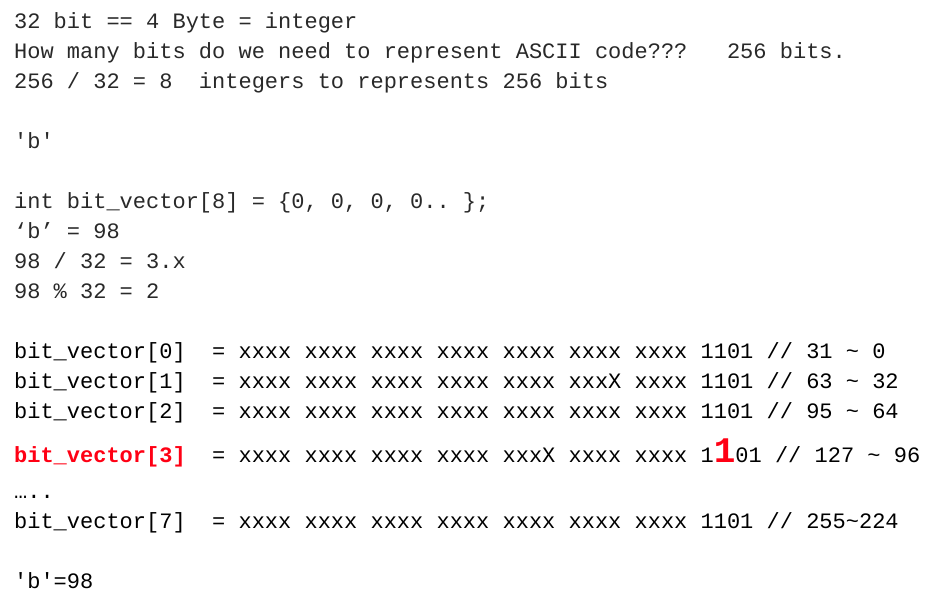 32 bit == 4 Byte = integer
How many bits do we need to represent ASCII code???   256 bits.
256 / 32 = 8  integers to represents 256 bits
'b'
int bit_vector[8] = {0, 0, 0, 0.. };
‘b’ = 98
98 / 32 = 3.x
98 % 32 = 2
bit_vector[0]  = xxxx xxxx xxxx xxxx xxxx xxxx xxxx 1101 // 31 ~ 0
bit_vector[1]  = xxxx xxxx xxxx xxxx xxxx xxxX xxxx 1101 // 63 ~ 32
bit_vector[2]  = xxxx xxxx xxxx xxxx xxxx xxxx xxxx 1101 // 95 ~ 64
bit_vector[3]  = xxxx xxxx xxxx xxxx xxxX xxxx xxxx 1101 // 127 ~ 96
…..
bit_vector[7]  = xxxx xxxx xxxx xxxx xxxx xxxx xxxx 1101 // 255~224
'b'=98